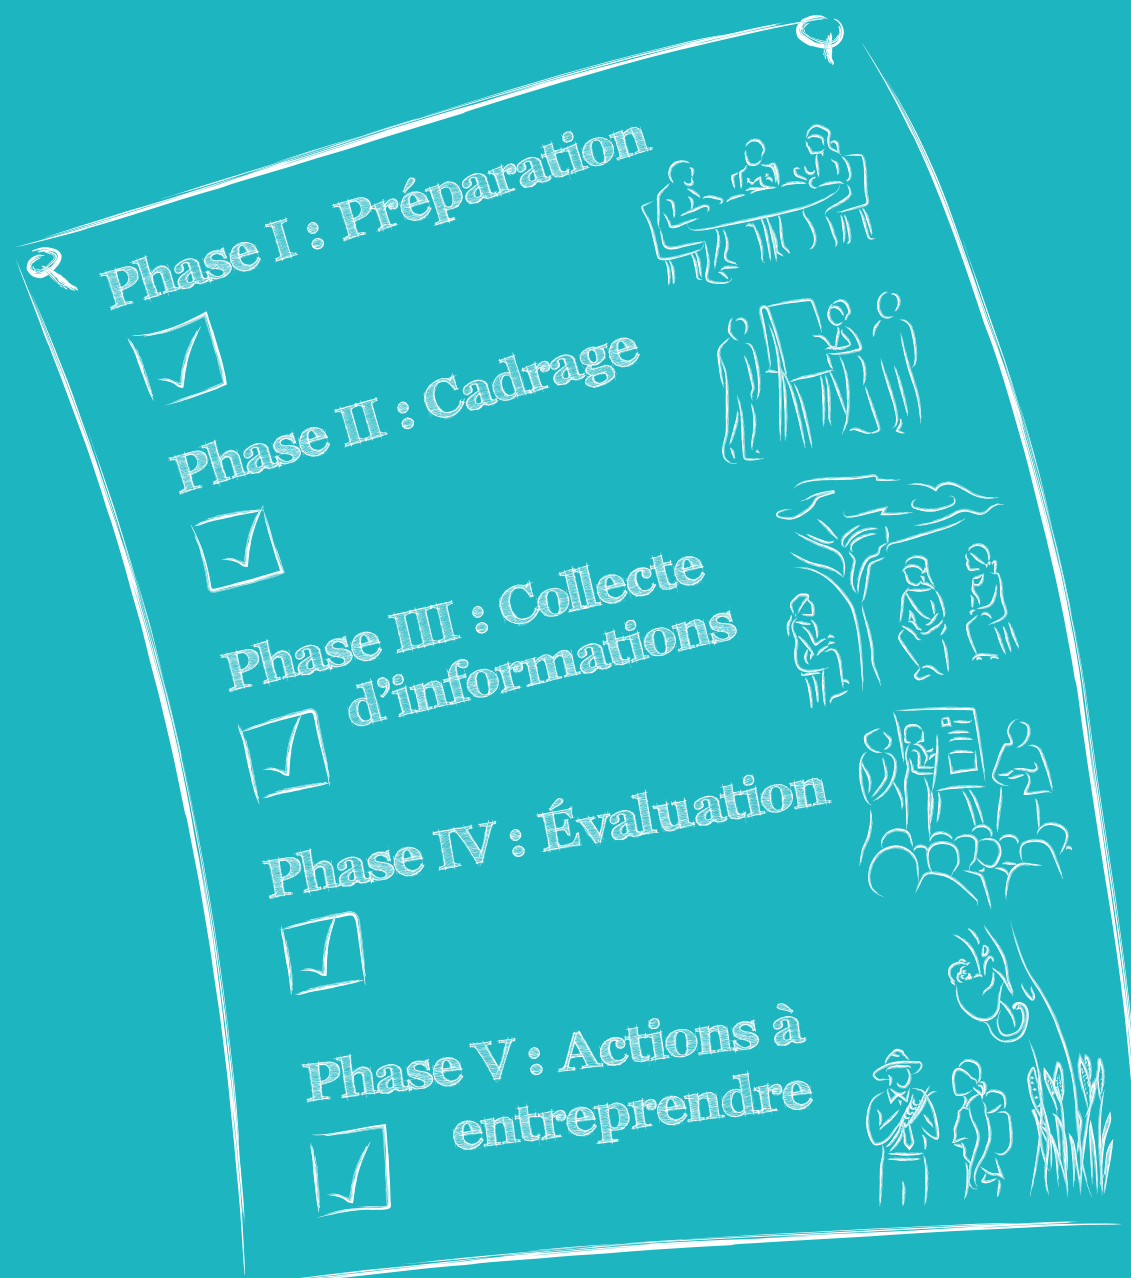 Phase I : Préparation
Phase II : Cadrage
Phase III : Collecte
d’informations
Phase IV : Évaluation
Phase V : Actions à
entreprendre